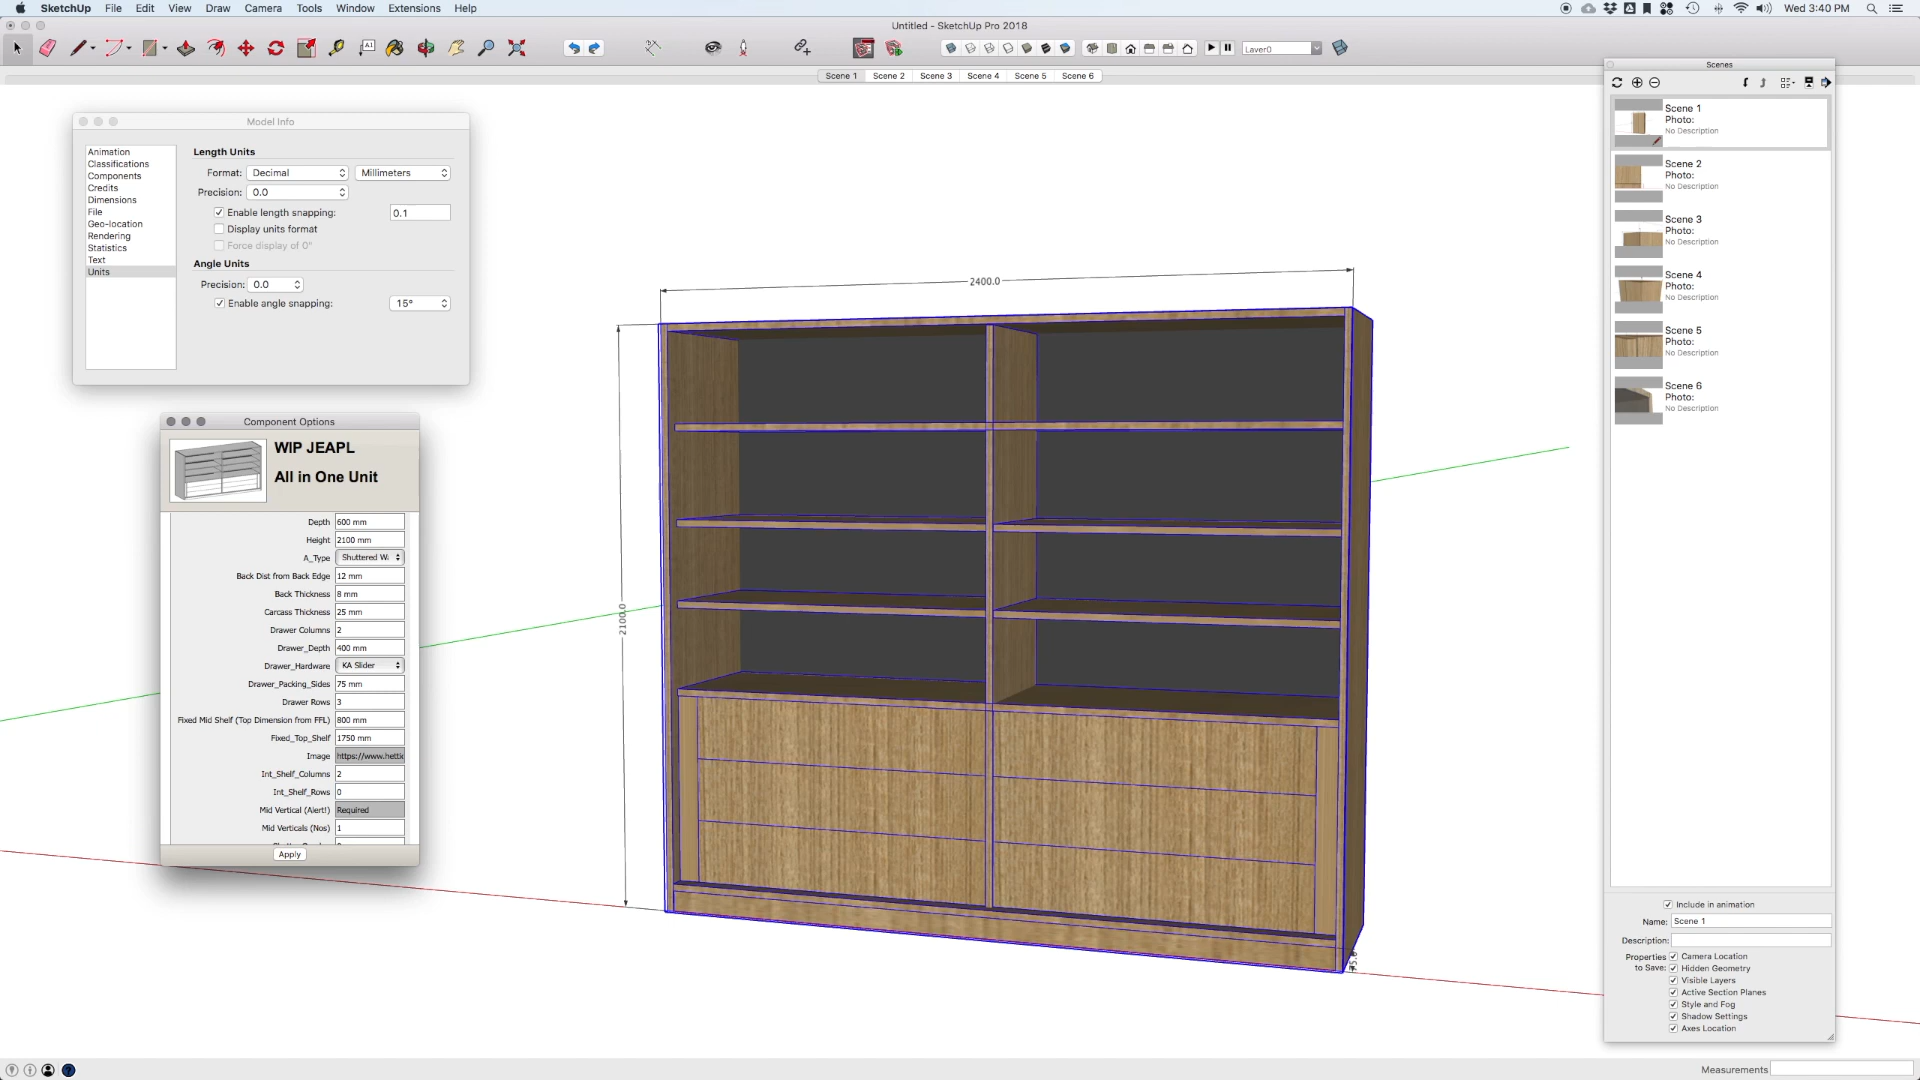 SketchUp File Edit View Draw Camera Tools Window Extensions Help
Wed 3:40 PM
Untitled - SketchUp Pro 2018
Layer0
Scene 1 Scene 2 Scene 3 Scene 4 Scene 5 Scene 6
Model Info
Animation
Classifications
Components
Credits
Dimensions
File
Geo-location
Rendering
Statistics
Text
Units
Length Units
Format: Decimal Millimeters
Precision: 0.0
Enable length snapping: 0.1
Display units format
Force display of 0"
Angle Units
Precision: 0.0
Enable angle snapping: 15°
Component Options
WIP JEAPL
All in One Unit
Depth 600 mm
Height 2100 mm
A_Type Shuttered W
Back Dist from Back Edge 12 mm
Back Thickness 8 mm
Carcass Thickness 25 mm
Drawer Columns 2
Drawer_Depth 400 mm
Drawer_Hardware KA Slider
Drawer_Packing_Sides 75 mm
Drawer Rows 3
Fixed Mid Shelf (Top Dimension from FFL) 800 mm
Fixed_Top_Shelf 1750 mm
Image https://www.hettic
Int_Shelf_Columns 2
Int_Shelf_Rows 0
Mid Vertical (Alert!) Required
Mid Verticals (Nos) 1
Apply
2400.0
2100.0
Scenes
Scene 1
Photo:
No Description
Scene 2
Photo:
No Description
Scene 3
Photo:
No Description
Scene 4
Photo:
No Description
Scene 5
Photo:
No Description
Scene 6
Photo:
No Description
Include in animation
Name: Scene 1
Description:
Properties to Save:
Camera Location
Hidden Geometry
Visible Layers
Active Section Planes
Style and Fog
Shadow Settings
Axes Location
Measurements